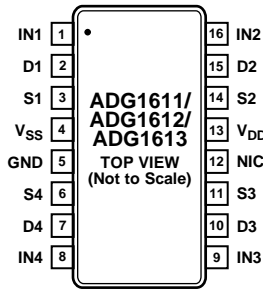 IN1 1
D1 2
S1 3
VSS 4
GND 5
S4 6
D4 7
IN4 8
ADG1611/
ADG1612/
ADG1613
TOP VIEW
(Not to Scale)
16 IN2
15 D2
14 S2
13 VDD
12 NIC
11 S3
10 D3
9 IN3